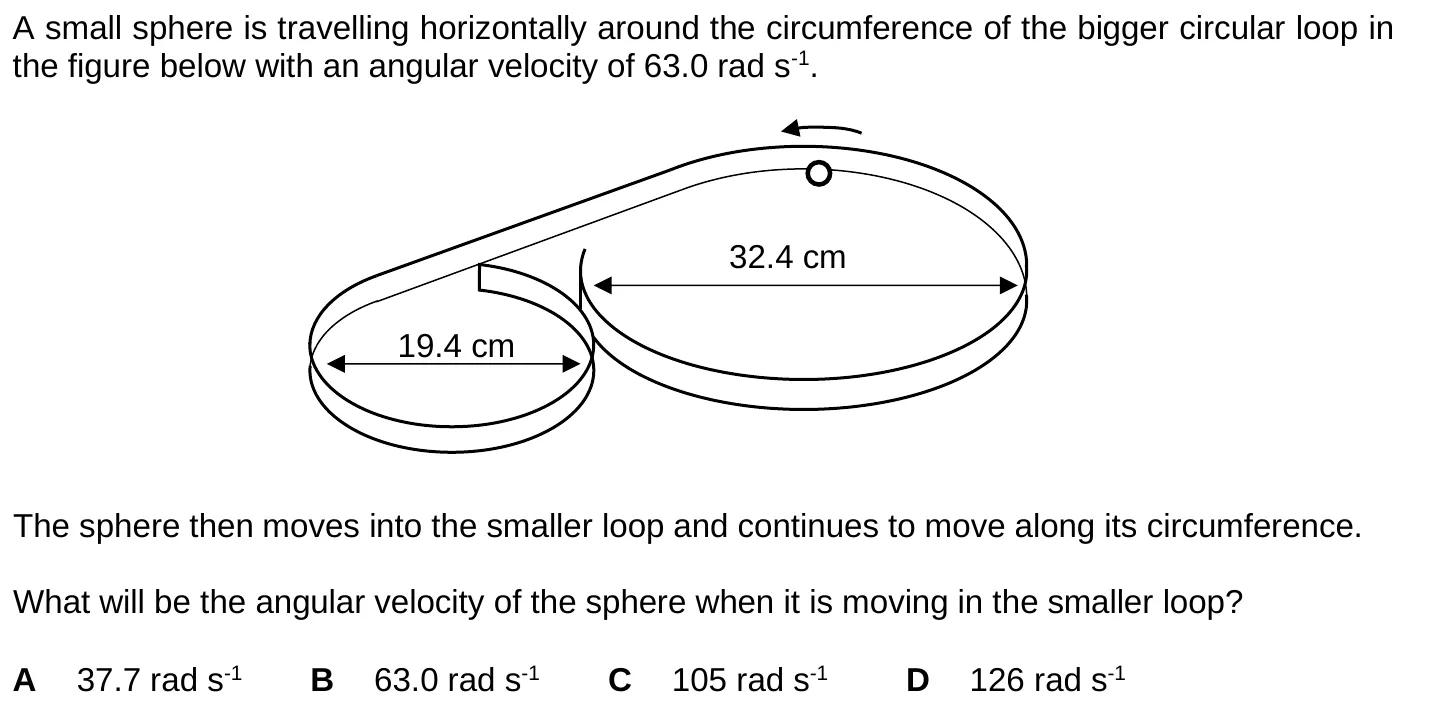 A small sphere is travelling horizontally around the circumference of the bigger circular loop in
the figure below with an angular velocity of 63.0 rad s⁻¹.
32.4 cm
19.4 cm
The sphere then moves into the smaller loop and continues to move along its circumference.
What will be the angular velocity of the sphere when it is moving in the smaller loop?
A 37.7 rad s⁻¹ B 63.0 rad s⁻¹ C 105 rad s⁻¹ D 126 rad s⁻¹